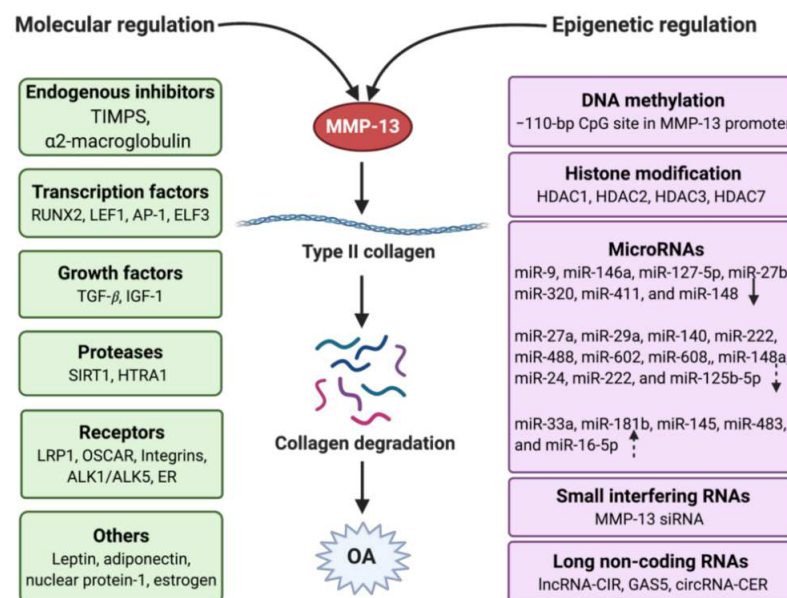 Molecular regulation
Epigenetic regulation
Endogenous inhibitors
TIMPS,
α2-macroglobulin
Transcription factors
RUNX2, LEF1, AP-1, ELF3
Growth factors
TGF-β, IGF-1
Proteases
SIRT1, HTRA1
Receptors
LRP1, OSCAR, Integrins,
ALK1/ALK5, ER
Others
Leptin, adiponectin,
nuclear protein-1, estrogen
MMP-13
Type II collagen
Collagen degradation
OA
DNA methylation
−110-bp CpG site in MMP-13 promoter
Histone modification
HDAC1, HDAC2, HDAC3, HDAC7
MicroRNAs
miR-9, miR-146a, miR-127-5p, miR-27b
miR-320, miR-411, and miR-148
miR-27a, miR-29a, miR-140, miR-222,
miR-488, miR-602, miR-608,, miR-148a,
miR-24, miR-222, and miR-125b-5p
miR-33a, miR-181b, miR-145, miR-483,
and miR-16-5p
Small interfering RNAs
MMP-13 siRNA
Long non-coding RNAs
lncRNA-CIR, GAS5, circRNA-CER